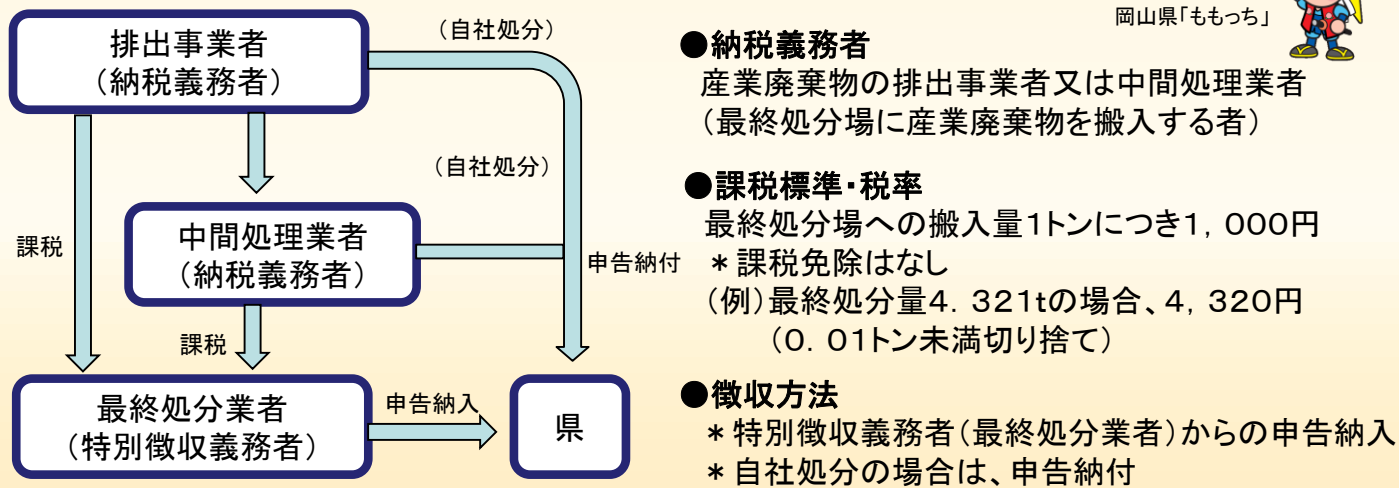 岡山県「ももっち」
排出事業者
(納税義務者)
(自社処分)
(自社処分)
中間処理業者
(納税義務者)
課税
課税
申告納付
最終処分業者
(特別徴収義務者)
申告納入
県
●納税義務者
産業廃棄物の排出事業者又は中間処理業者
(最終処分場に産業廃棄物を搬入する者)
●課税標準・税率
最終処分場への搬入量1トンにつき1,000円
*課税免除はなし
(例)最終処分量4.321tの場合、4,320円
(0.01トン未満切り捨て)
●徴収方法
*特別徴収義務者(最終処分業者)からの申告納入
*自社処分の場合は、申告納付